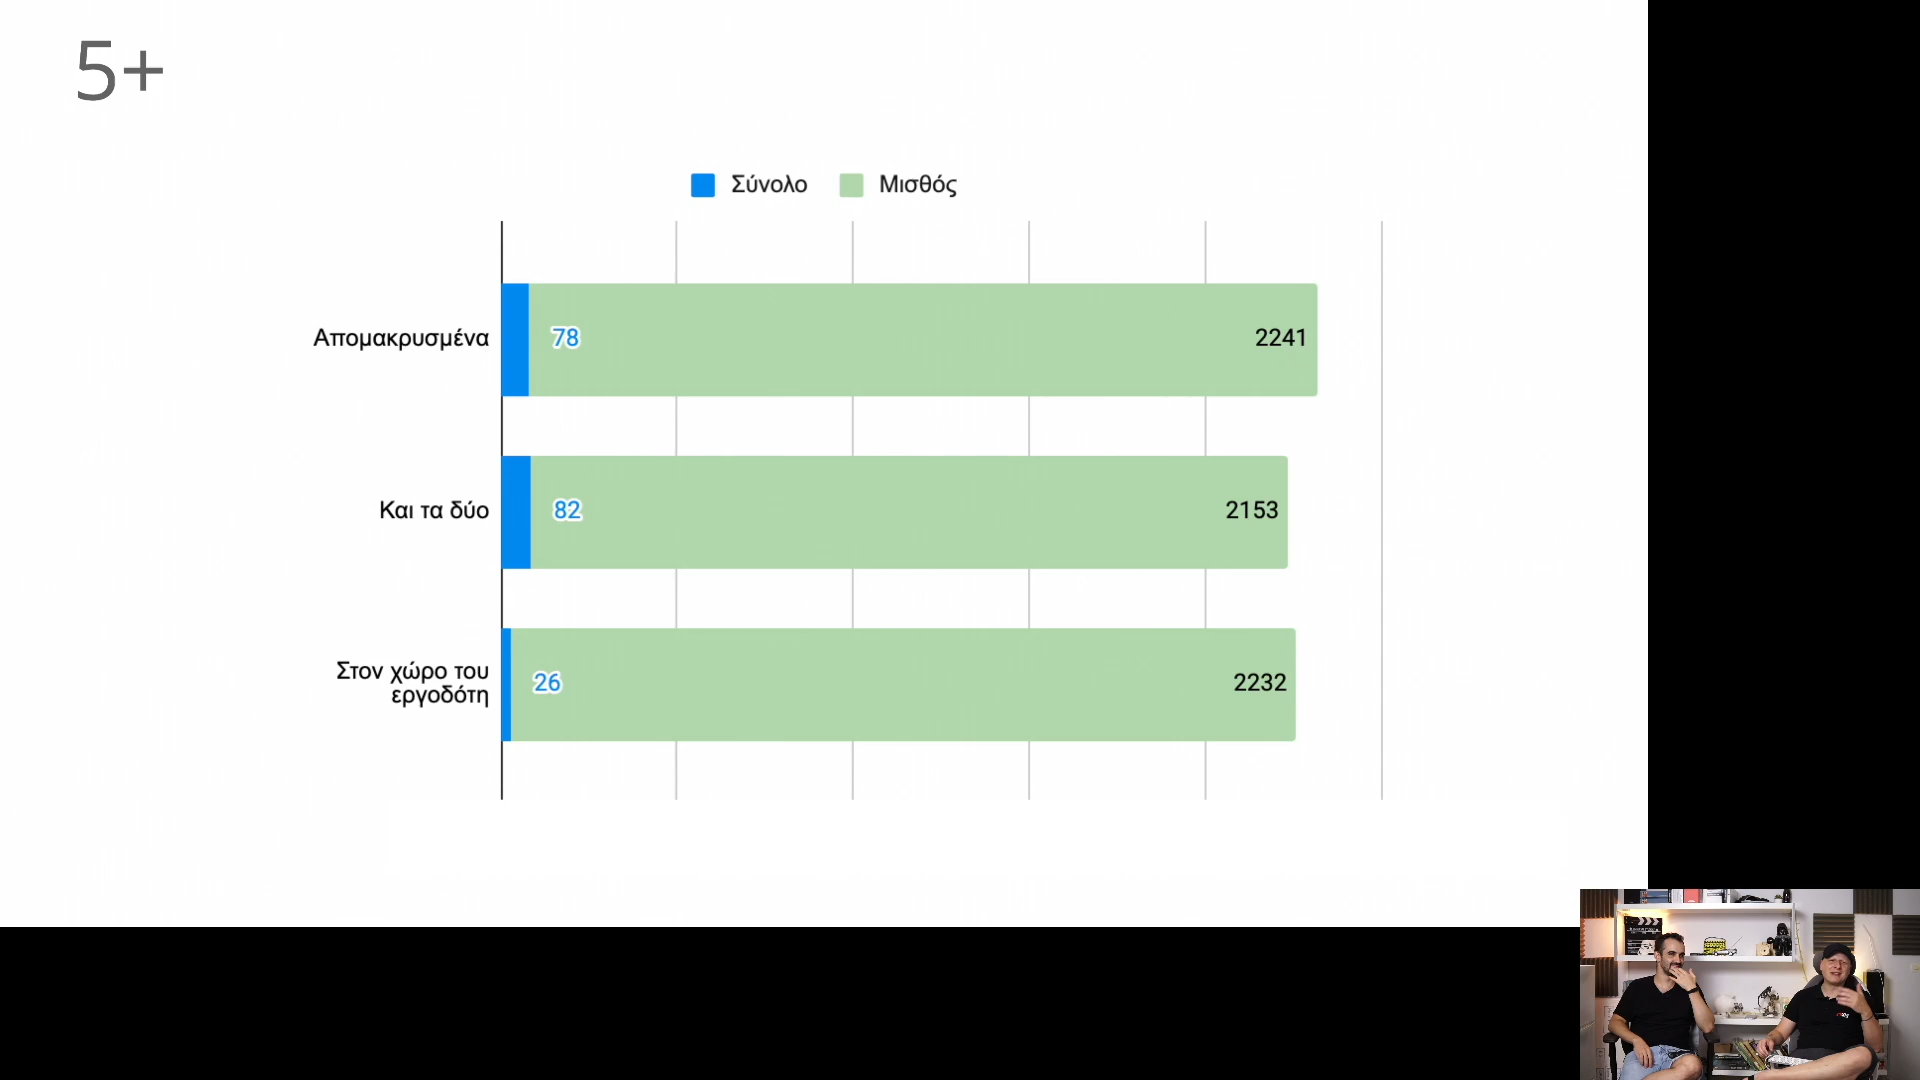 5+
Σύνολο Μισθός
Απομακρυσμένα 78 2241
Και τα δύο 82 2153
Στον χώρο του
εργοδότη 26 2232